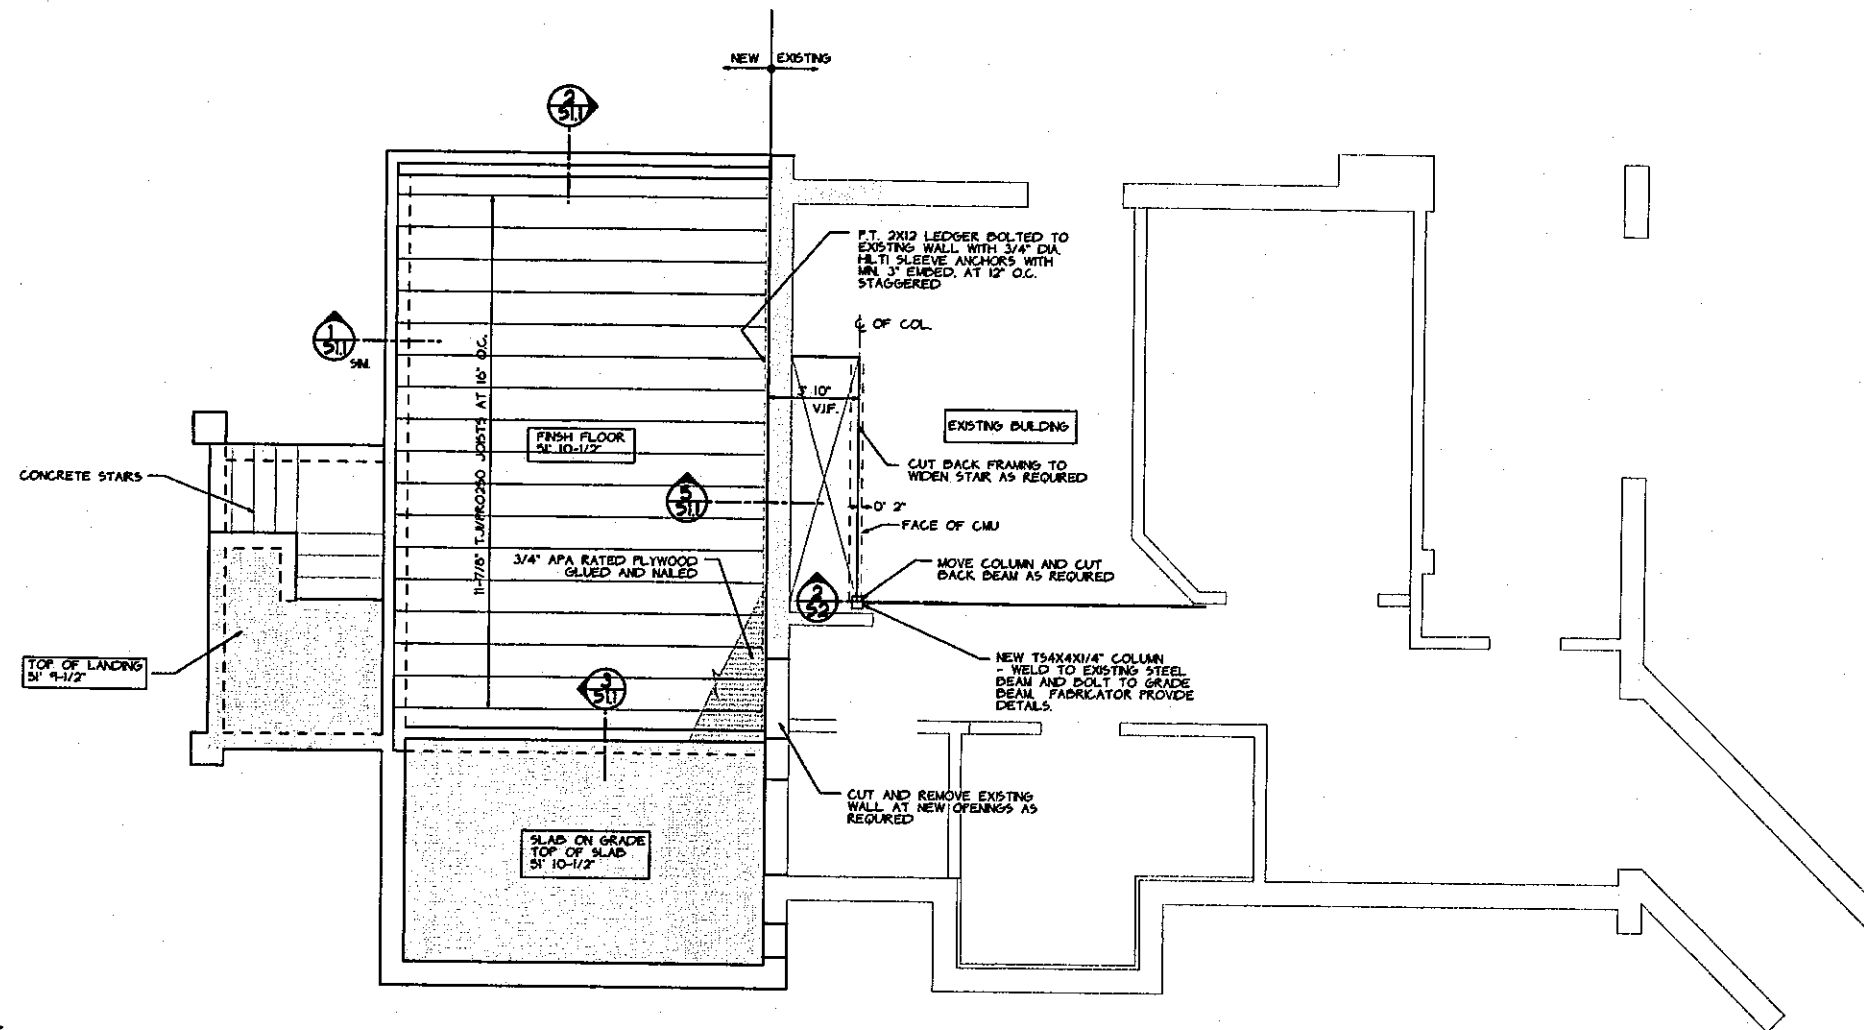 NEW EXISTING
2
S1.1
P.T. 2X12 LEDGER BOLTED TO
EXISTING WALL WITH 3/4" DIA.
HILTI SLEEVE ANCHORS WITH
MIN. 3" EMBED. AT 12" O.C.
STAGGERED
℄ OF COL.
1
S1.1
SIM.
11-7/8" TJI/PRO250 JOISTS AT 16" O.C.
3' 10"
V.I.F.
EXISTING BUILDING
FINISH FLOOR
51' 10-1/2"
CUT BACK FRAMING TO
WIDEN STAIR AS REQUIRED
CONCRETE STAIRS
5
S1.1
0' 2"
FACE OF CMU
3/4" APA RATED PLYWOOD
GLUED AND NAILED
MOVE COLUMN AND CUT
BACK BEAM AS REQUIRED
2
S2
TOP OF LANDING
51' 9-1/2"
3
S1.1
NEW TS4X4X1/4" COLUMN
- WELD TO EXISTING STEEL
BEAM AND BOLT TO GRADE
BEAM. FABRICATOR PROVIDE
DETAILS.
CUT AND REMOVE EXISTING
WALL AT NEW OPENINGS AS
REQUIRED
SLAB ON GRADE
TOP OF SLAB
51' 10-1/2"